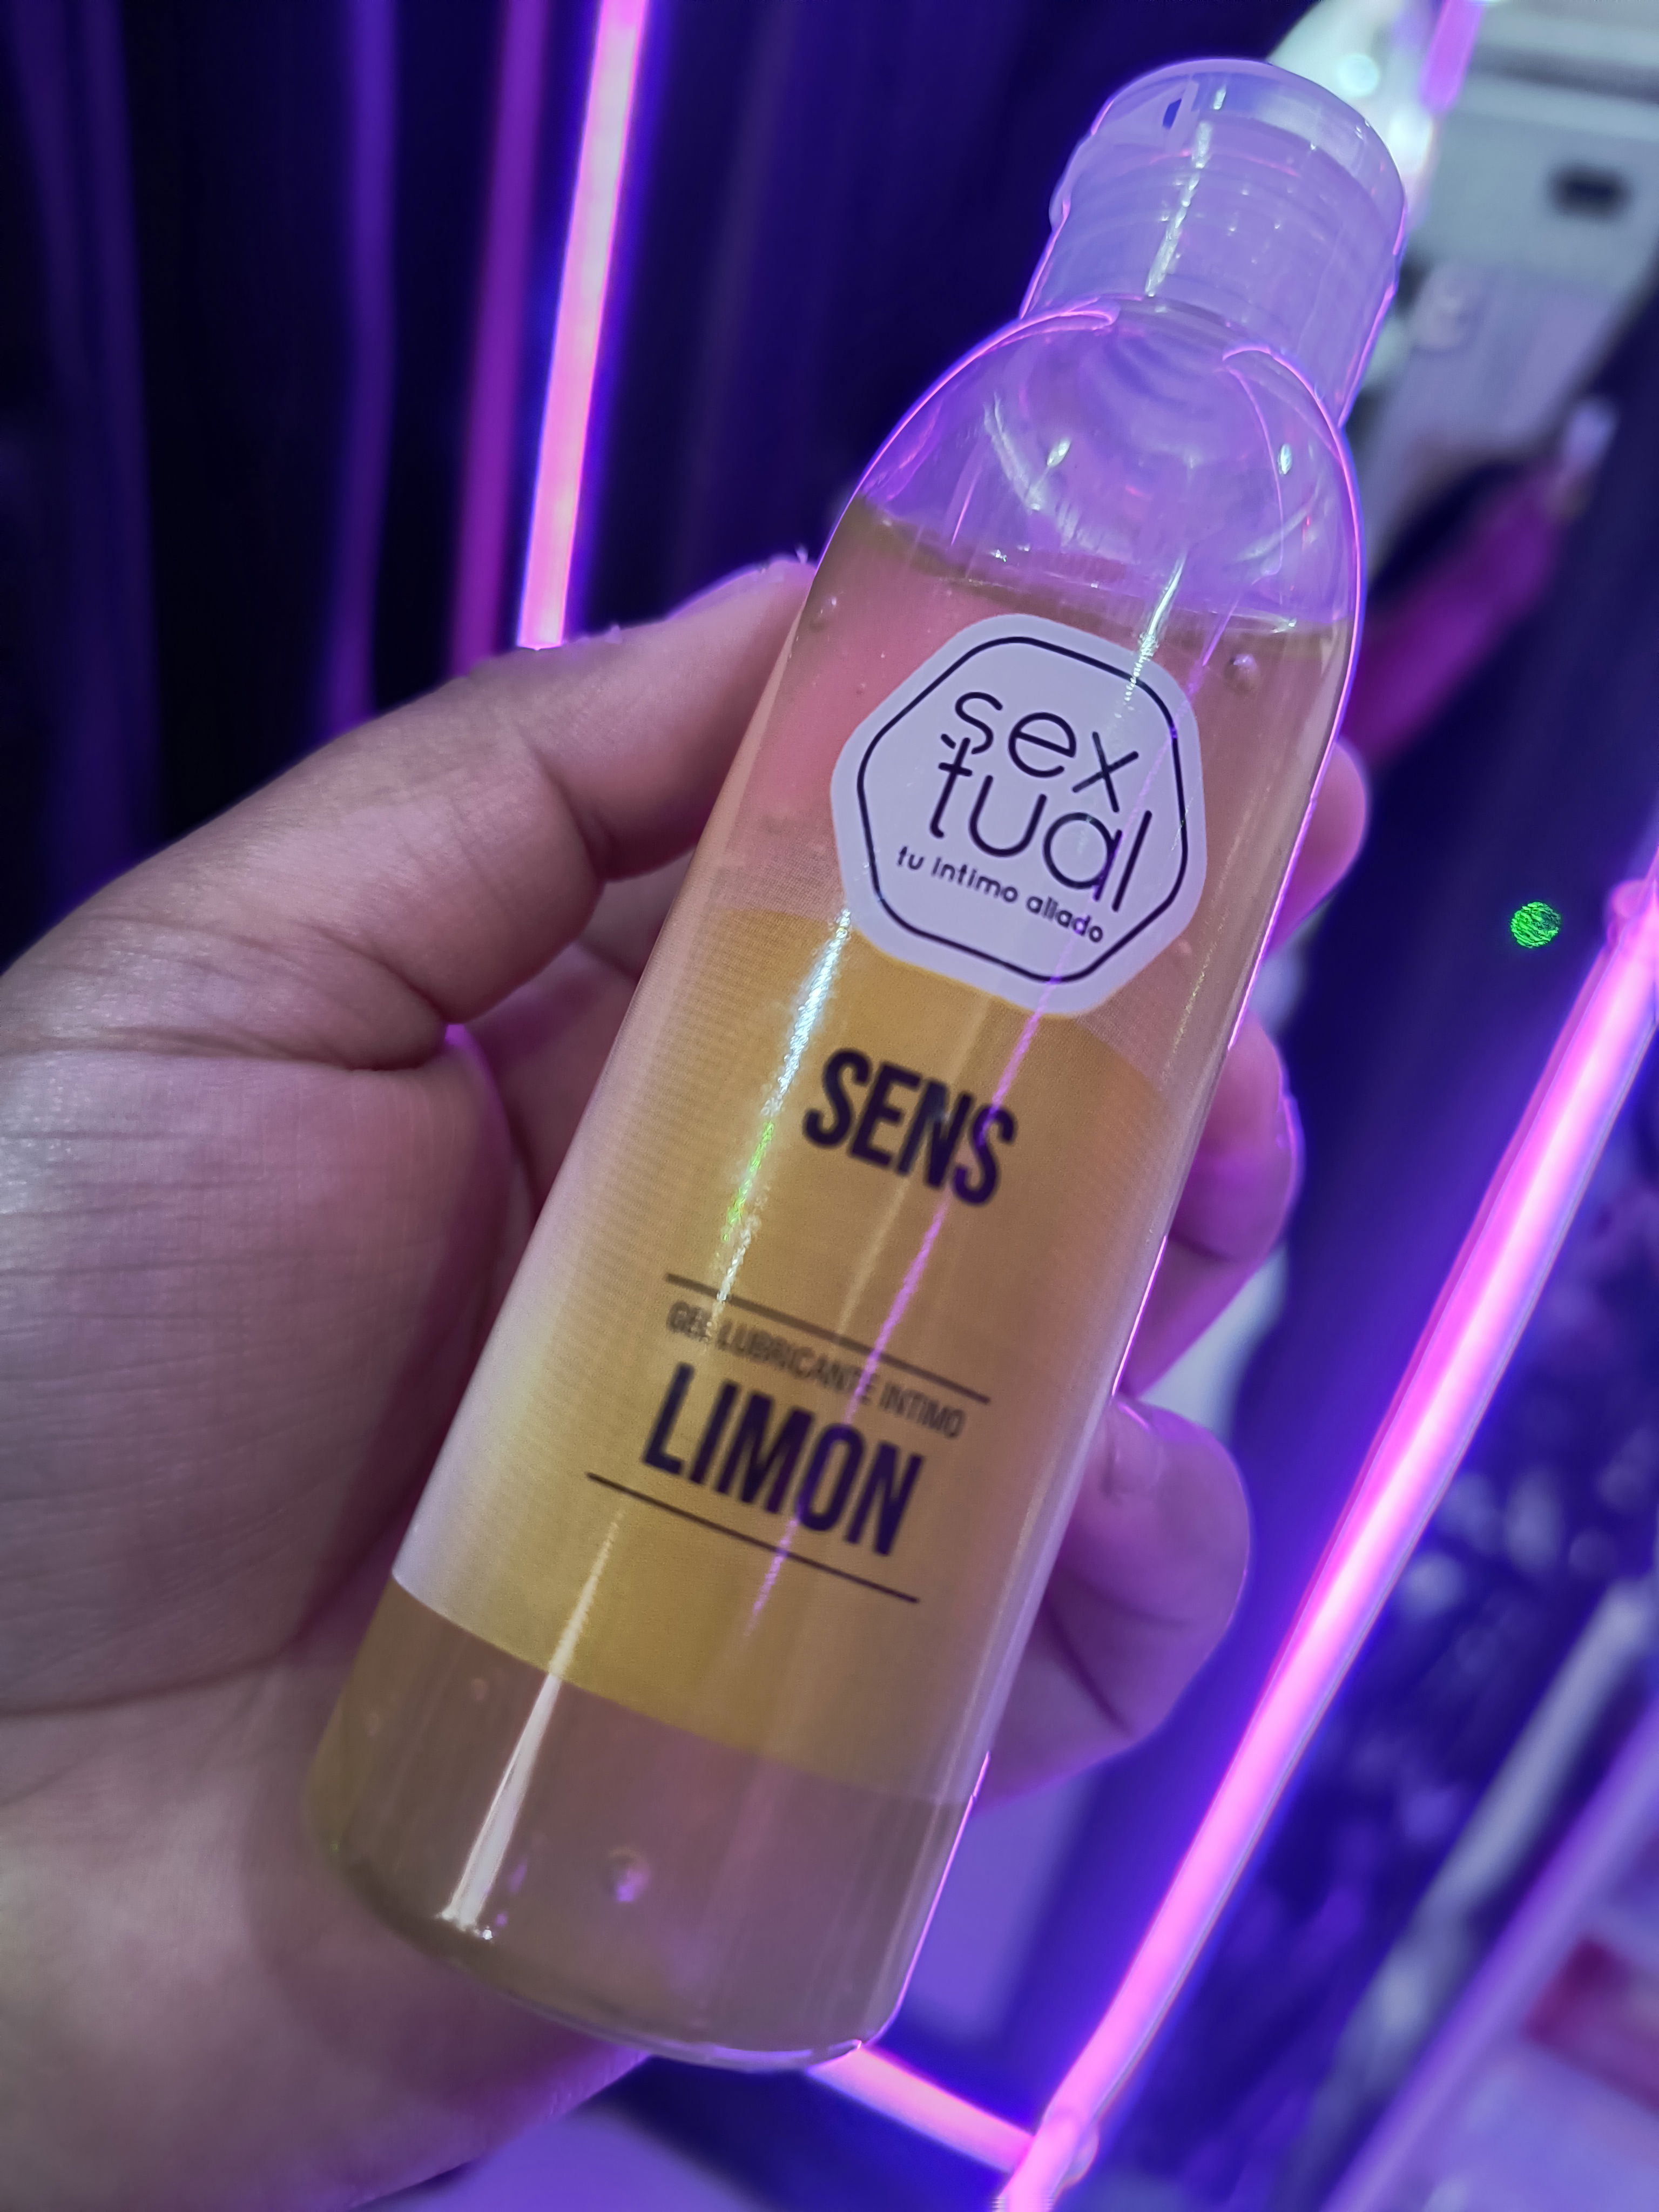 sex
tual
tu intimo aliado
SENS
GEL LUBRICANTE INTIMO
LIMON